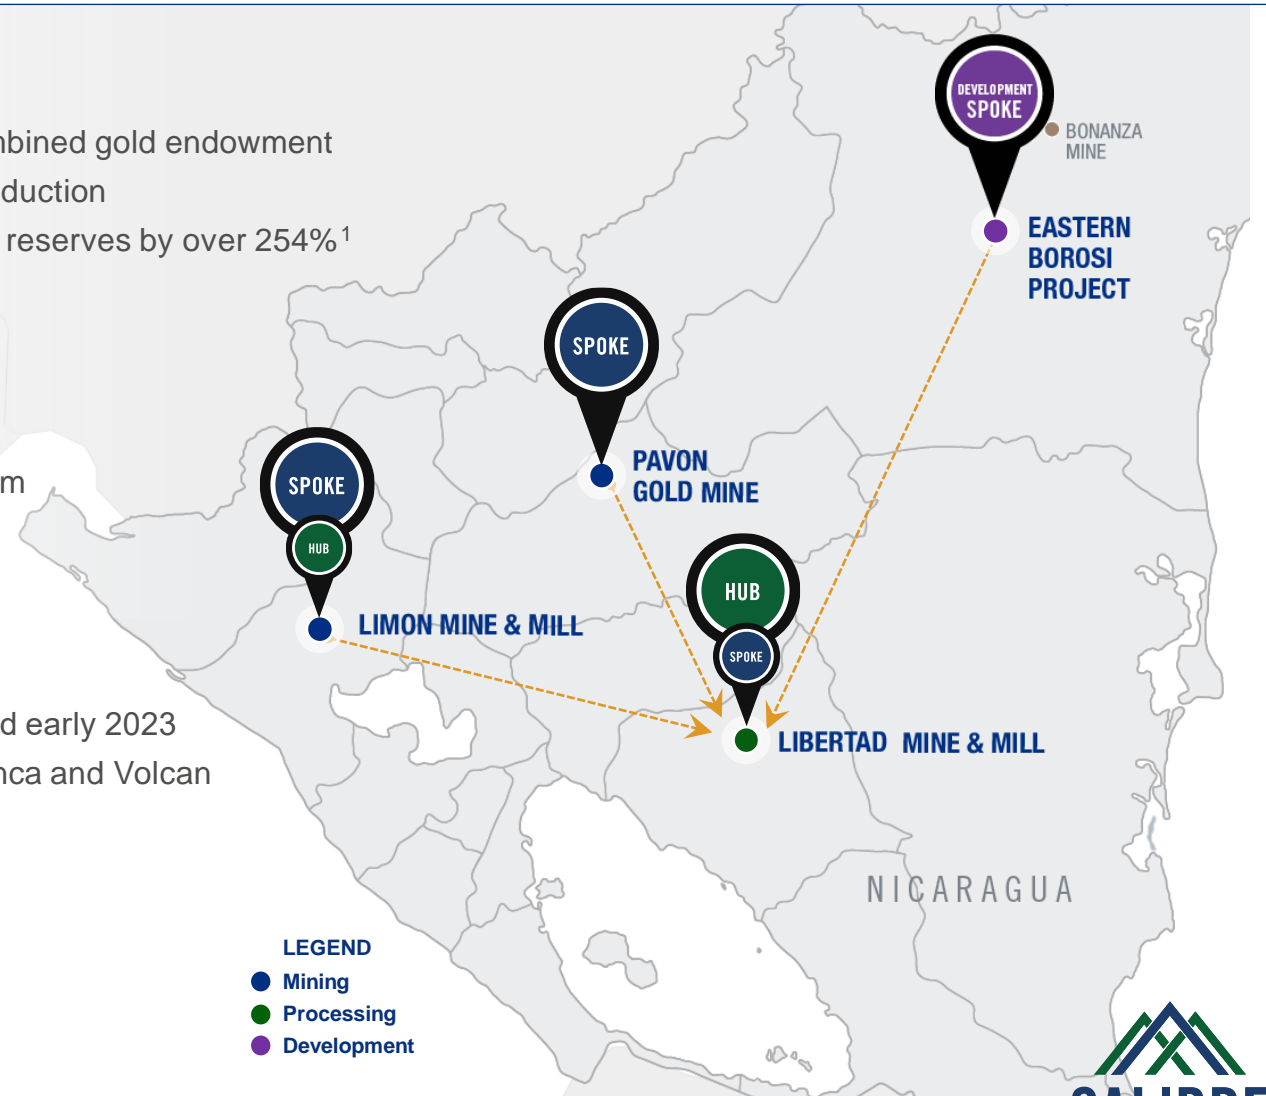 DEVELOPMENT
SPOKE
BONANZA
MINE
mbined gold endowment
duction
reserves by over 254%¹
EASTERN
BOROSI
PROJECT
SPOKE
PAVON
GOLD MINE
SPOKE
HUB
m
HUB
SPOKE
LIMON MINE & MILL
d early 2023
nca and Volcan
LIBERTAD MINE & MILL
NICARAGUA
LEGEND
Mining
Processing
Development
CALIBRE